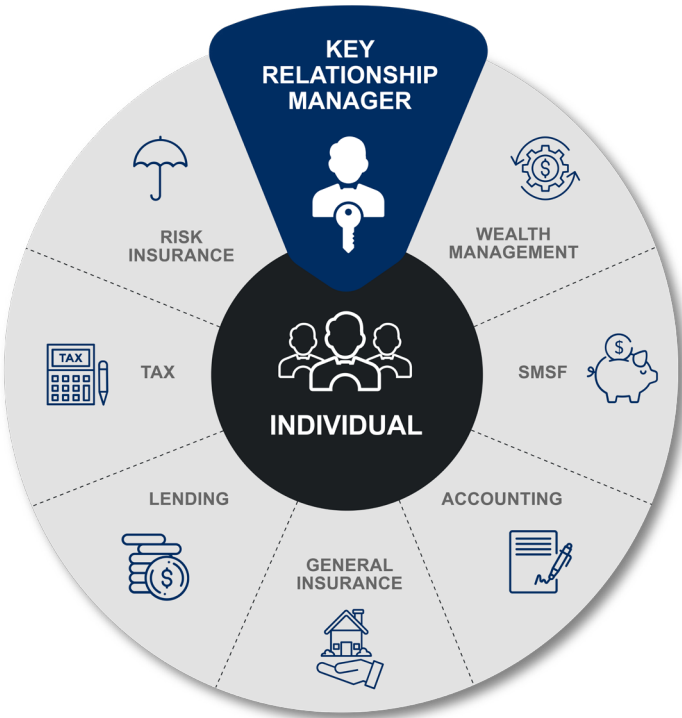 KEY
RELATIONSHIP
MANAGER
WEALTH
MANAGEMENT
$
SMSF
$
ACCOUNTING
GENERAL
INSURANCE
LENDING
$
TAX
TAX
RISK
INSURANCE
INDIVIDUAL